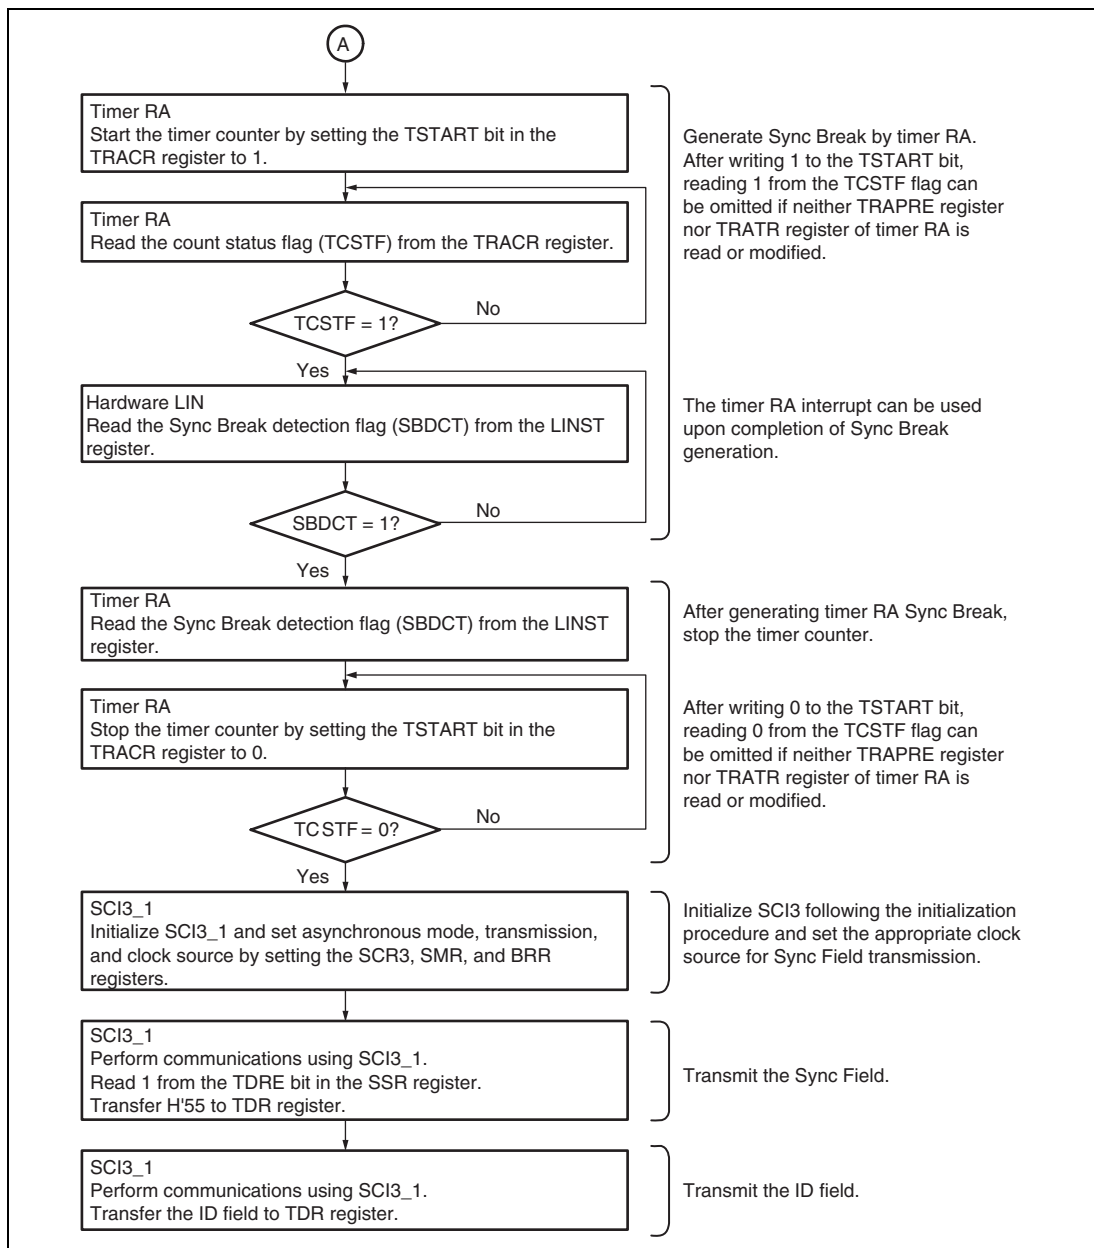 A
Timer RA
Start the timer counter by setting the TSTART bit in the
TRACR register to 1.
Generate Sync Break by timer RA.
After writing 1 to the TSTART bit,
reading 1 from the TCSTF flag can
be omitted if neither TRAPRE register
nor TRATR register of timer RA is
read or modified.
Timer RA
Read the count status flag (TCSTF) from the TRACR register.
TCSTF = 1?
No
Yes
Hardware LIN
Read the Sync Break detection flag (SBDCT) from the LINST
register.
The timer RA interrupt can be used
upon completion of Sync Break
generation.
SBDCT = 1?
No
Yes
Timer RA
Read the Sync Break detection flag (SBDCT) from the LINST
register.
After generating timer RA Sync Break,
stop the timer counter.
Timer RA
Stop the timer counter by setting the TSTART bit in the
TRACR register to 0.
After writing 0 to the TSTART bit,
reading 0 from the TCSTF flag can
be omitted if neither TRAPRE register
nor TRATR register of timer RA is
read or modified.
TCSTF = 0?
No
Yes
SCI3_1
Initialize SCI3_1 and set asynchronous mode, transmission,
and clock source by setting the SCR3, SMR, and BRR
registers.
Initialize SCI3 following the initialization
procedure and set the appropriate clock
source for Sync Field transmission.
SCI3_1
Perform communications using SCI3_1.
Read 1 from the TDRE bit in the SSR register.
Transfer H'55 to TDR register.
Transmit the Sync Field.
SCI3_1
Perform communications using SCI3_1.
Transfer the ID field to TDR register.
Transmit the ID field.